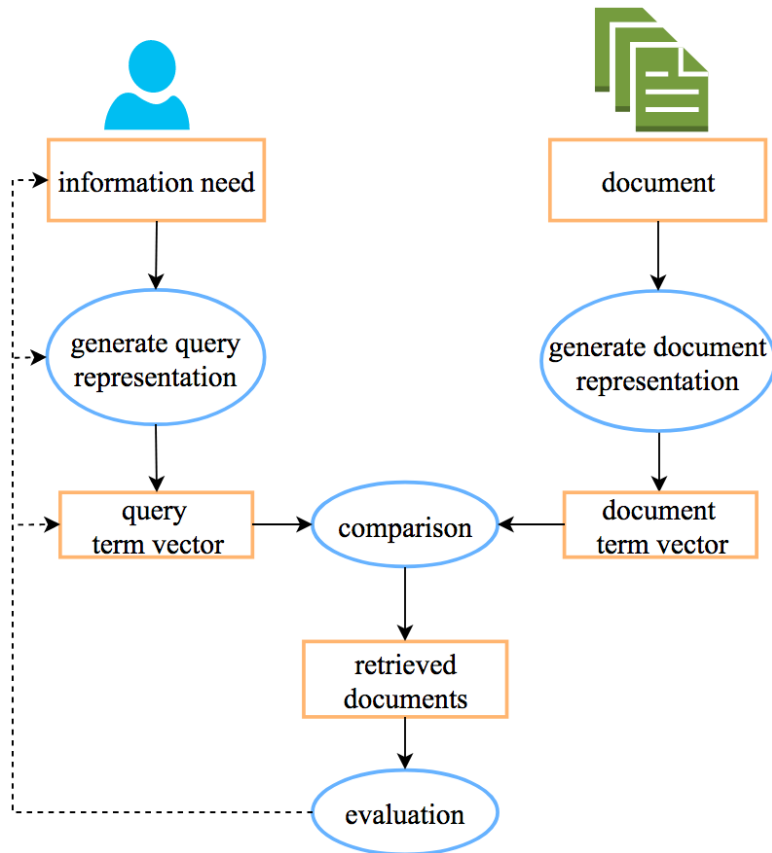 information need
document
generate query
representation
generate document
representation
query
term vector
comparison
document
term vector
retrieved
documents
evaluation